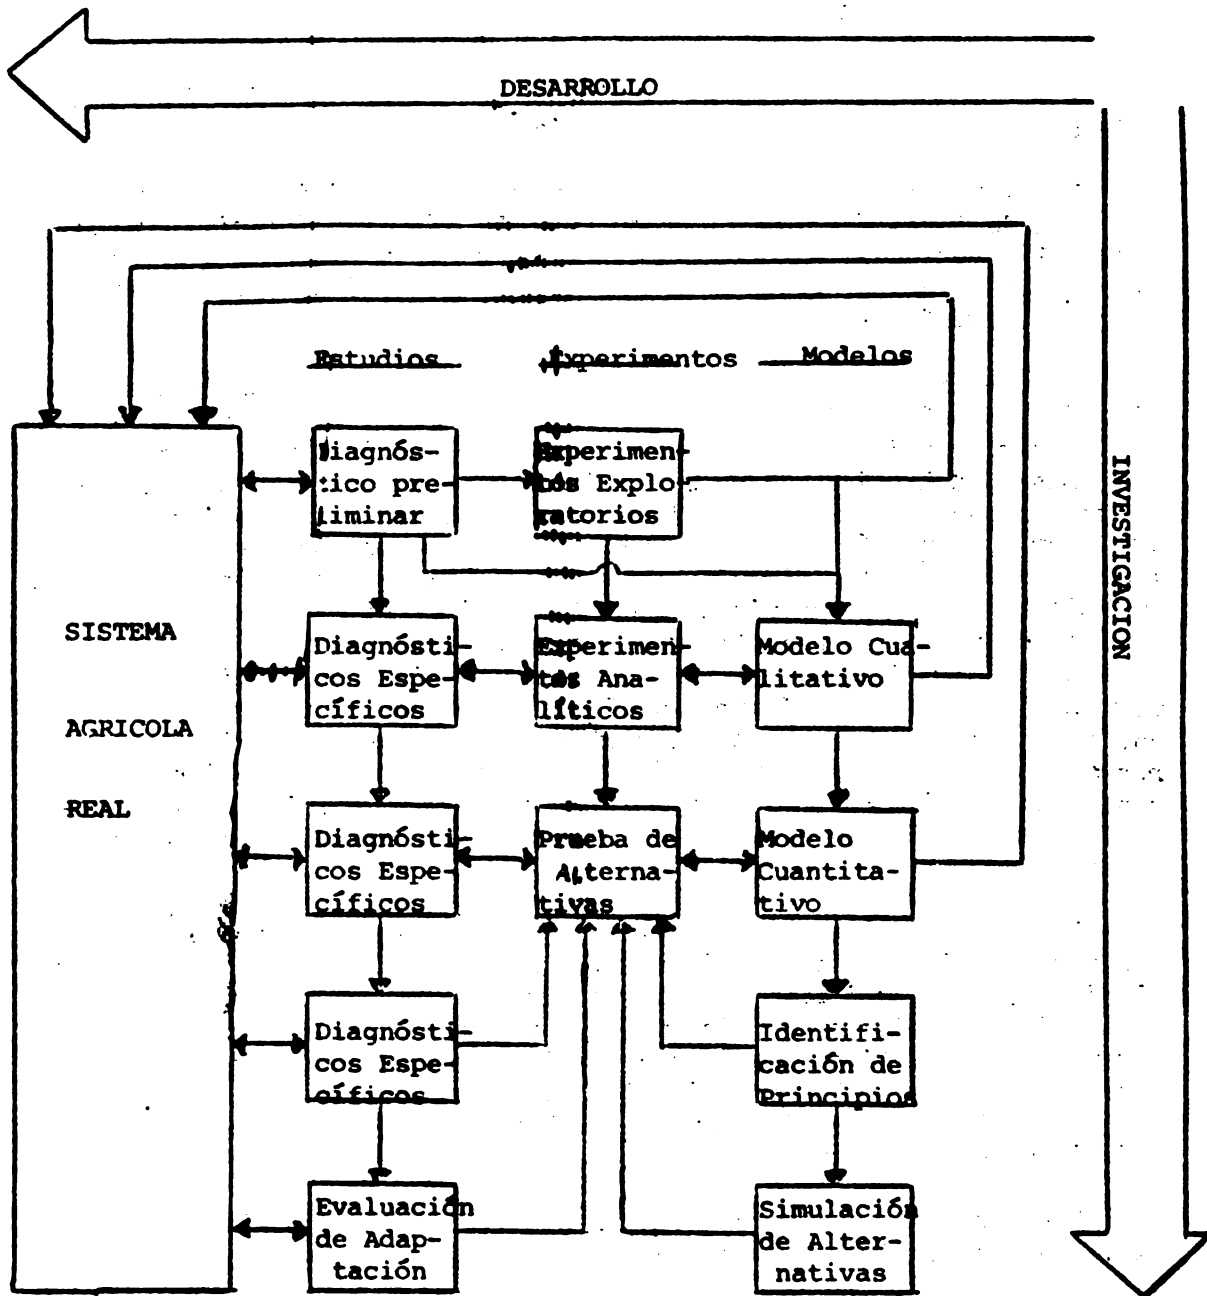 DESARROLLO
Estudios Experimentos Modelos
Diagnós-
tico pre-
liminar
Experimen-
tos Explo
ratorios
INVESTIGACION
SISTEMA
AGRICOLA
REAL
Diagnósti-
cos Espe-
cíficos
Experimen-
tos Ana-
líticos
Modelo Cua-
litativo
Diagnósti-
cos Espe-
cíficos
Prueba de
Alterna-
tivas
Modelo
Cuantita-
tivo
Diagnósti-
cos Espe-
cíficos
Identifi-
cación de
Principios
Evaluación
de Adap-
tación
Simulación
de Alter-
nativas